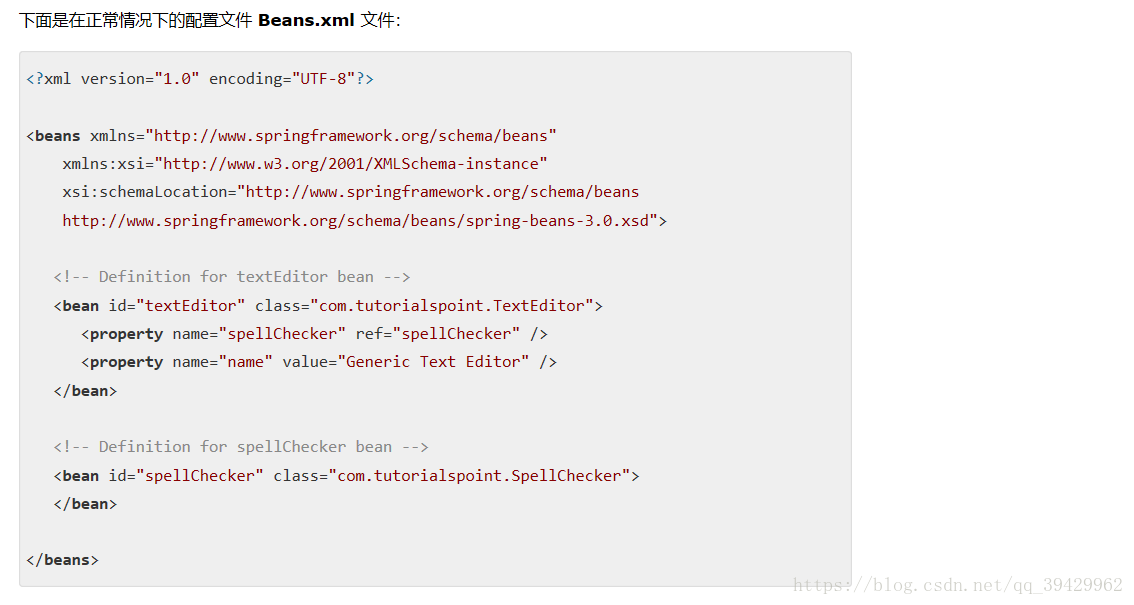 下面是在正常情况下的配置文件 Beans.xml 文件：
<?xml version="1.0" encoding="UTF-8"?>
<beans xmlns="http://www.springframework.org/schema/beans"
    xmlns:xsi="http://www.w3.org/2001/XMLSchema-instance"
    xsi:schemaLocation="http://www.springframework.org/schema/beans
    http://www.springframework.org/schema/beans/spring-beans-3.0.xsd">
   <!-- Definition for textEditor bean -->
   <bean id="textEditor" class="com.tutorialspoint.TextEditor">
      <property name="spellChecker" ref="spellChecker" />
      <property name="name" value="Generic Text Editor" />
   </bean>
   <!-- Definition for spellChecker bean -->
   <bean id="spellChecker" class="com.tutorialspoint.SpellChecker">
   </bean>
</beans>
https://blog.csdn.net/qq_39429962